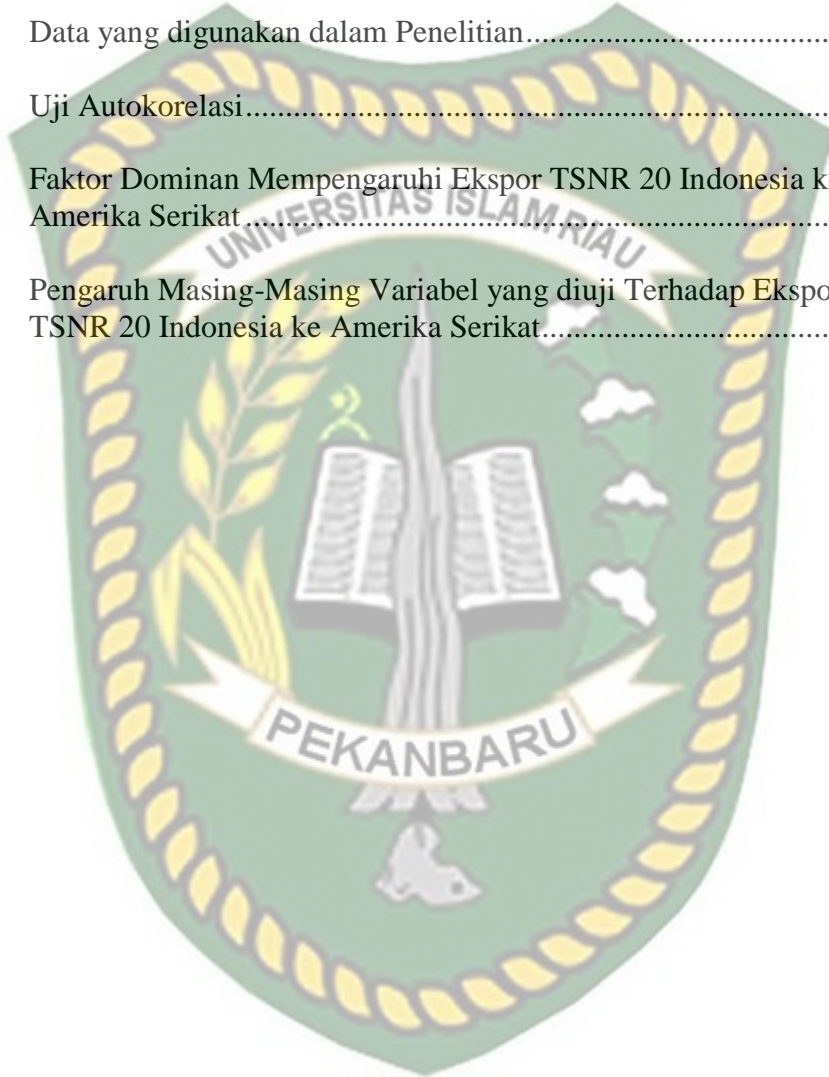 Data yang digunakan dalam Penelitian......................................
Uji Autokorelasi.........................................................................
Faktor Dominan Mempengaruhi Ekspor TSNR 20 Indonesia k
Amerika Serikat.........................................................................
UNIVERSITAS ISLAM RIAU
Pengaruh Masing-Masing Variabel yang diuji Terhadap Ekspo
TSNR 20 Indonesia ke Amerika Serikat....................................
PEKANBARU